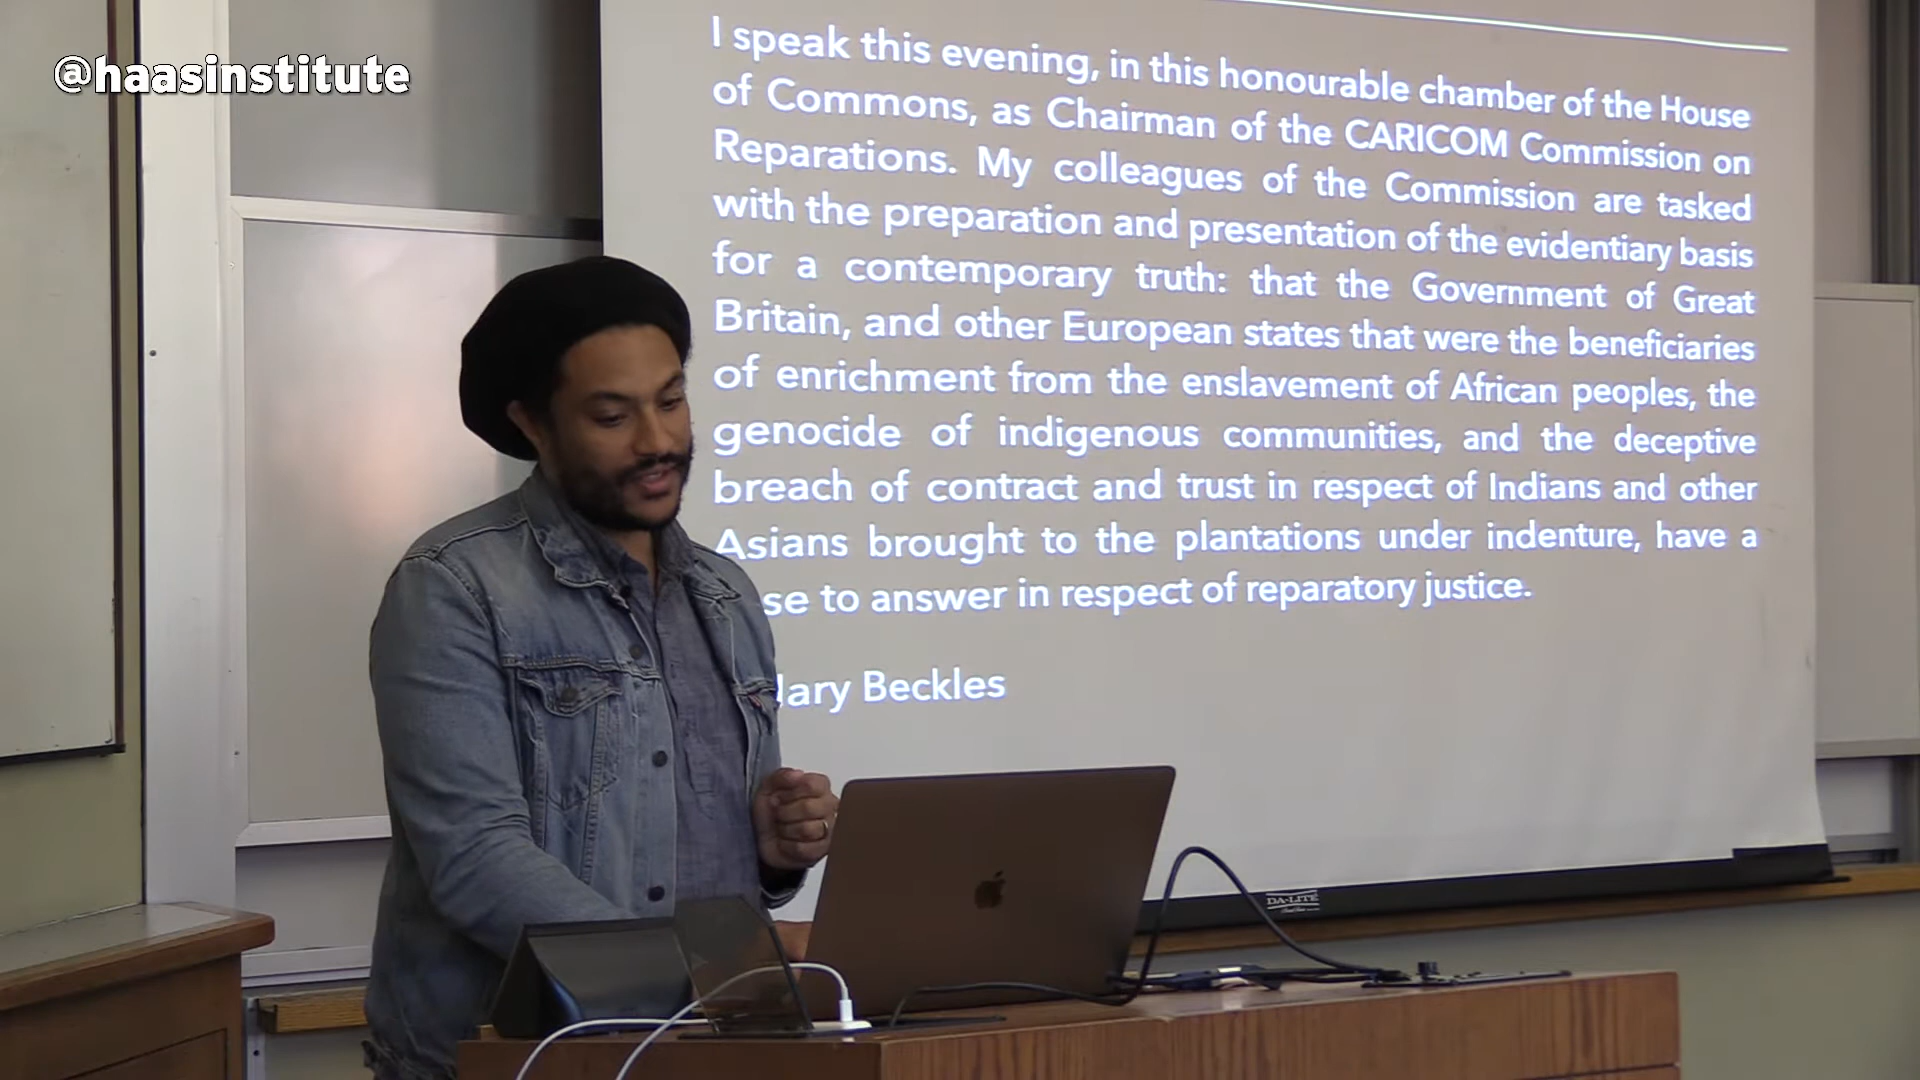 @haasinstitute
I speak this evening, in this honourable chamber of the House
of Commons, as Chairman of the CARICOM Commission on
Reparations. My colleagues of the Commission are tasked
with the preparation and presentation of the evidentiary basis
for a contemporary truth: that the Government of Great
Britain, and other European states that were the beneficiaries
of enrichment from the enslavement of African peoples, the
genocide of indigenous communities, and the deceptive
breach of contract and trust in respect of Indians and other
Asians brought to the plantations under indenture, have a
se to answer in respect of reparatory justice.
lary Beckles
DA-LITE